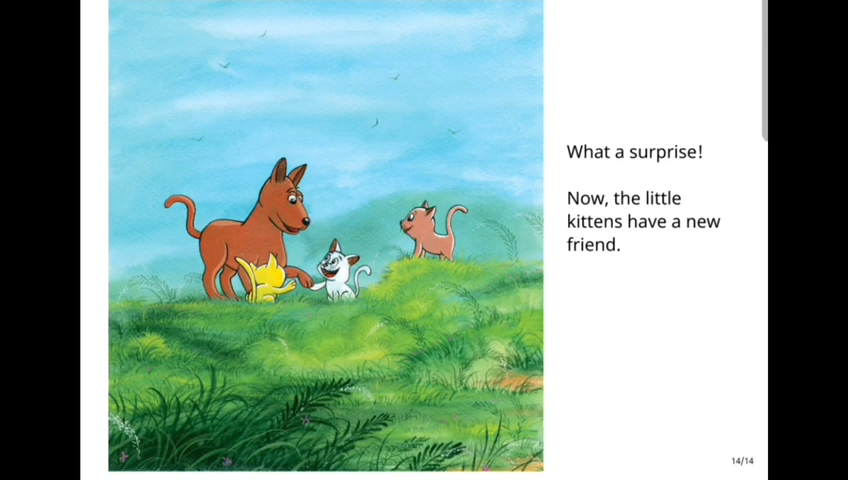 What a surprise!
Now, the little
kittens have a new
friend.
14/14